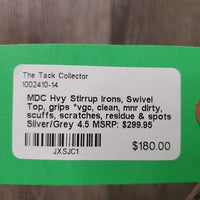 The Tack Collector
1002410-14
MDC Hvy Stirrup Irons, Swivel
Top, grips *vgc, clean, mnr dirty,
scuffs, scratches, residue & spots
Silver/Grey 4.5 MSRP: $299.95
JXSJC1
$180.00